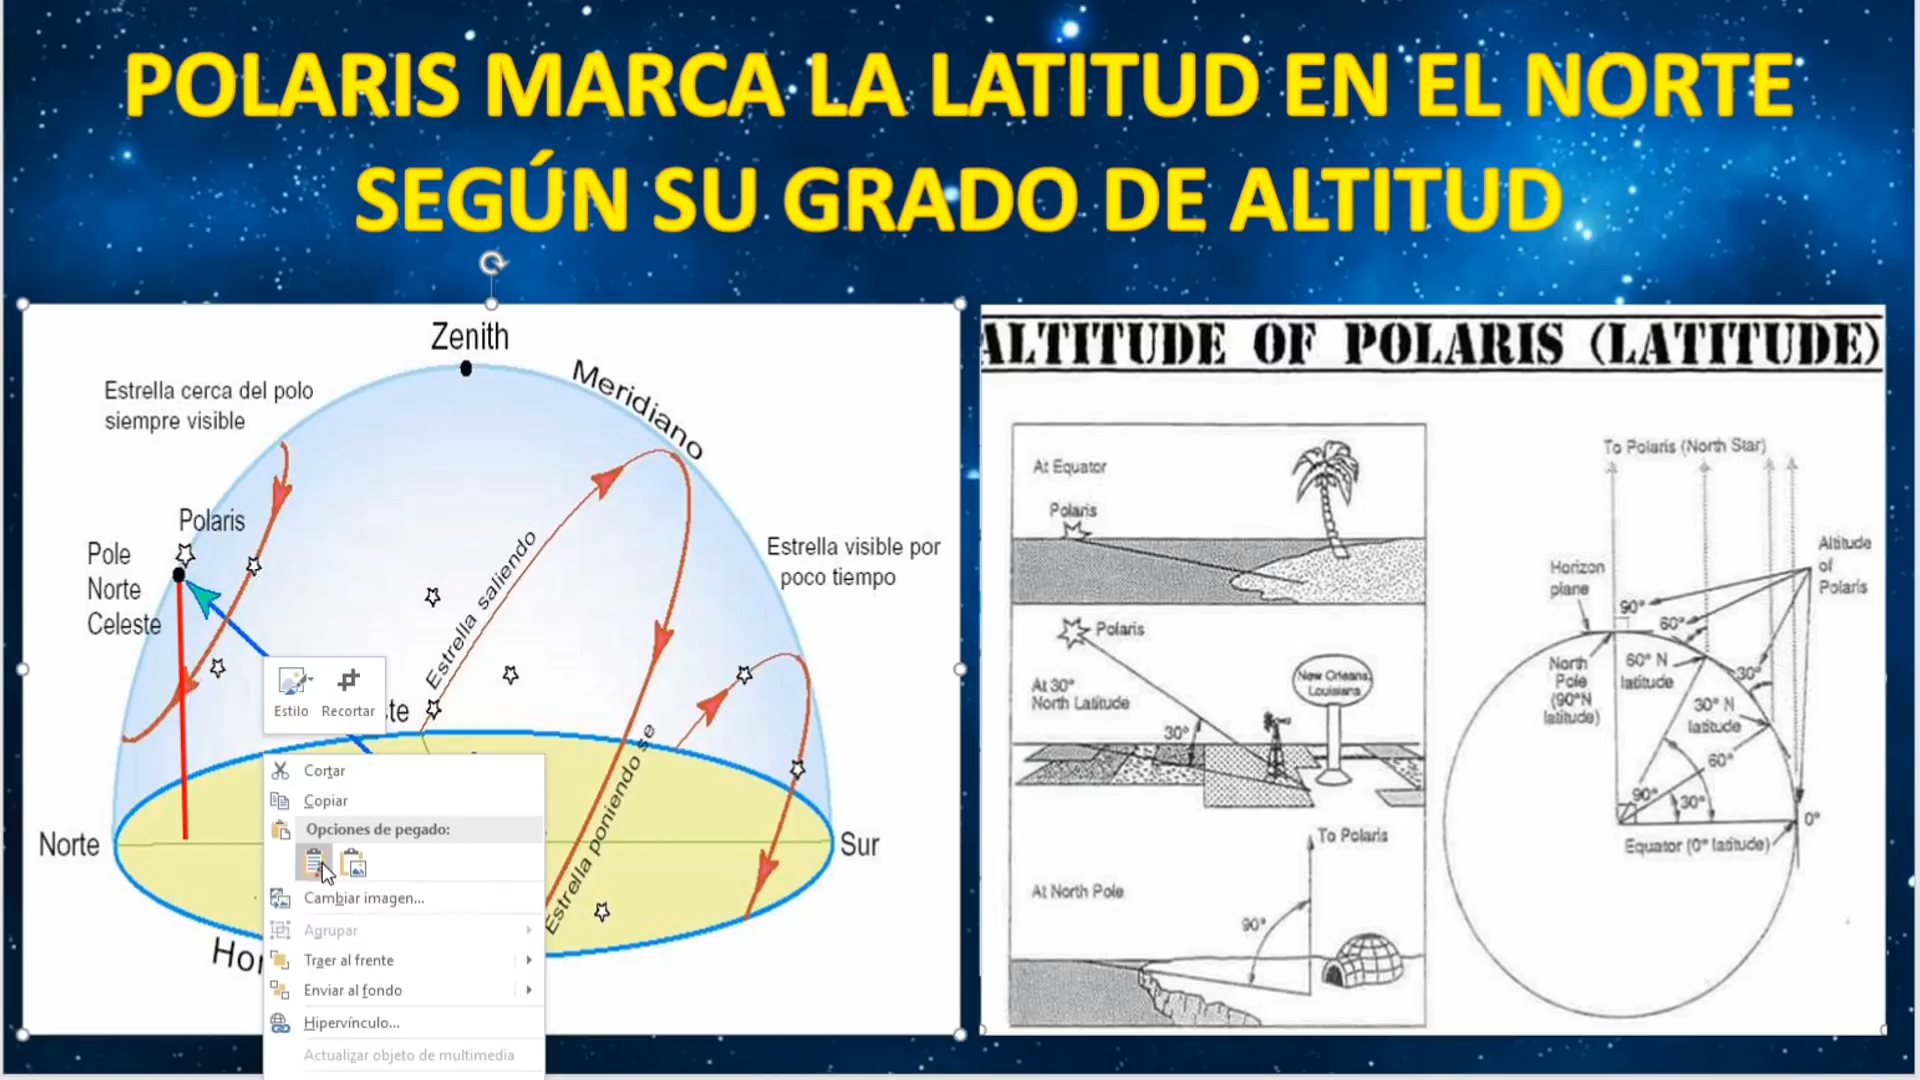 POLARIS MARCA LA LATITUD EN EL NORTE
SEGÚN SU GRADO DE ALTITUD
Zenith
Meridiano
Estrella cerca del polo
siempre visible
Polaris
Pole
Norte
Celeste
Estrella saliendo
Estrella visible por
poco tiempo
Estilo
Recortar
te
Estrella poniendo se
Norte
Sur
Hor
Cortar
Copiar
Opciones de pegado:
Cambiar imagen...
Agrupar
Traer al frente
Enviar al fondo
Hipervínculo...
Actualizar objeto de multimedia
ALTITUDE OF POLARIS (LATITUDE)
At Equator
Polaris
Polaris
At 30°
North Latitude
30°
New Orleans,
Louisiana
To Polaris
At North Pole
90°
To Polaris (North Star)
Altitude
of
Polaris
Horizon
plane
90°
60°
30°
North
Pole
(90°N
latitude)
60° N
latitude
30° N
latitude
60°
90°
30°
0°
Equator (0° latitude)